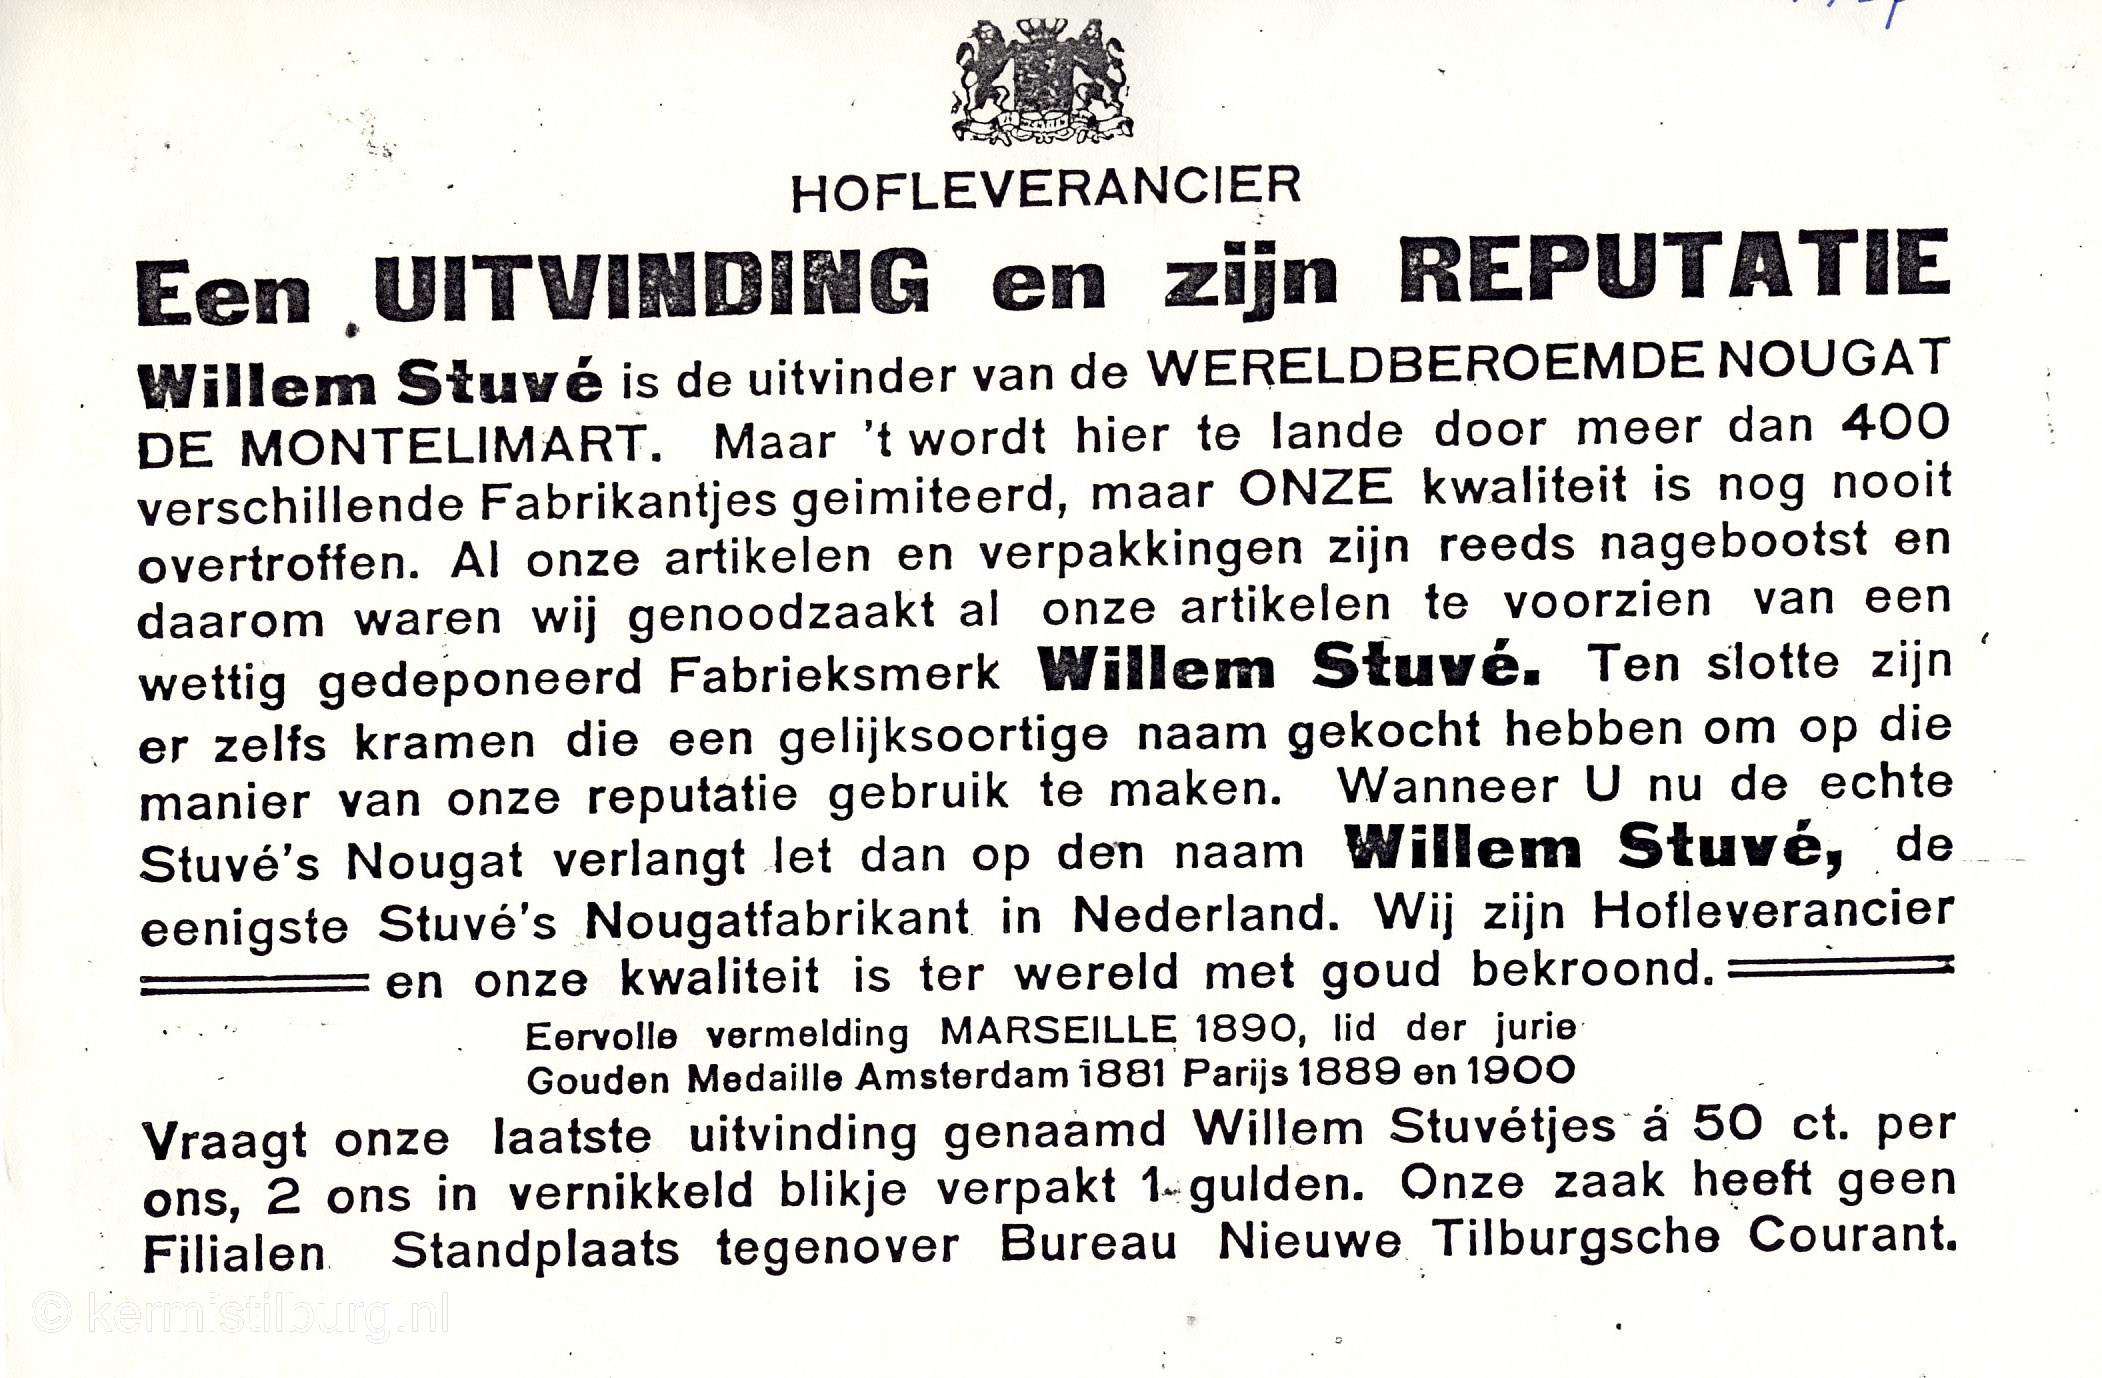 HOFLEVERANCIER
Een UITVINDING en zijn REPUTATIE
Willem Stuvé is de uitvinder van de WERELDBEROEMDE NOUGAT
DE MONTELIMART. Maar 't wordt hier te lande door meer dan 400
verschillende Fabrikantjes geimiteerd, maar ONZE kwaliteit is nog nooit
overtroffen. Al onze artikelen en verpakkingen zijn reeds nagebootst en
daarom waren wij genoodzaakt al onze artikelen te voorzien van een
wettig gedeponeerd Fabrieksmerk Willem Stuvé. Ten slotte zijn
er zelfs kramen die een gelijksoortige naam gekocht hebben om op die
manier van onze reputatie gebruik te maken. Wanneer U nu de echte
Stuvé's Nougat verlangt let dan op den naam Willem Stuvé, de
eenigste Stuvé's Nougatfabrikant in Nederland. Wij zijn Hofleverancier
en onze kwaliteit is ter wereld met goud bekroond.
Eervolle vermelding MARSEILLE 1890, lid der jurie
Gouden Medaille Amsterdam 1881 Parijs 1889 en 1900
Vraagt onze laatste uitvinding genaamd Willem Stuvétjes á 50 ct. per
ons, 2 ons in vernikkeld blikje verpakt 1.- gulden. Onze zaak heeft geen
Filialen Standplaats tegenover Bureau Nieuwe Tilburgsche Courant.
© kermistilburg.nl